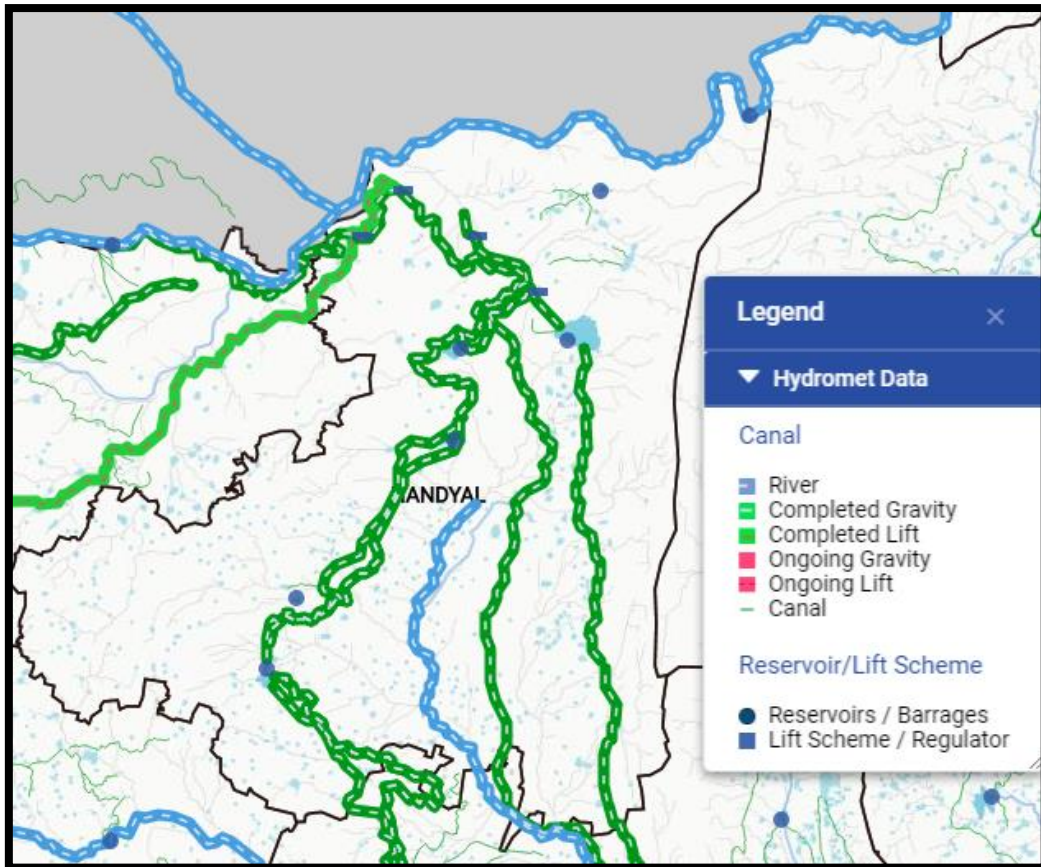 Legend
Hydromet Data
Canal
River
Completed Gravity
Completed Lift
Ongoing Gravity
Ongoing Lift
Canal
Reservoir/Lift Scheme
Reservoirs / Barrages
Lift Scheme / Regulator